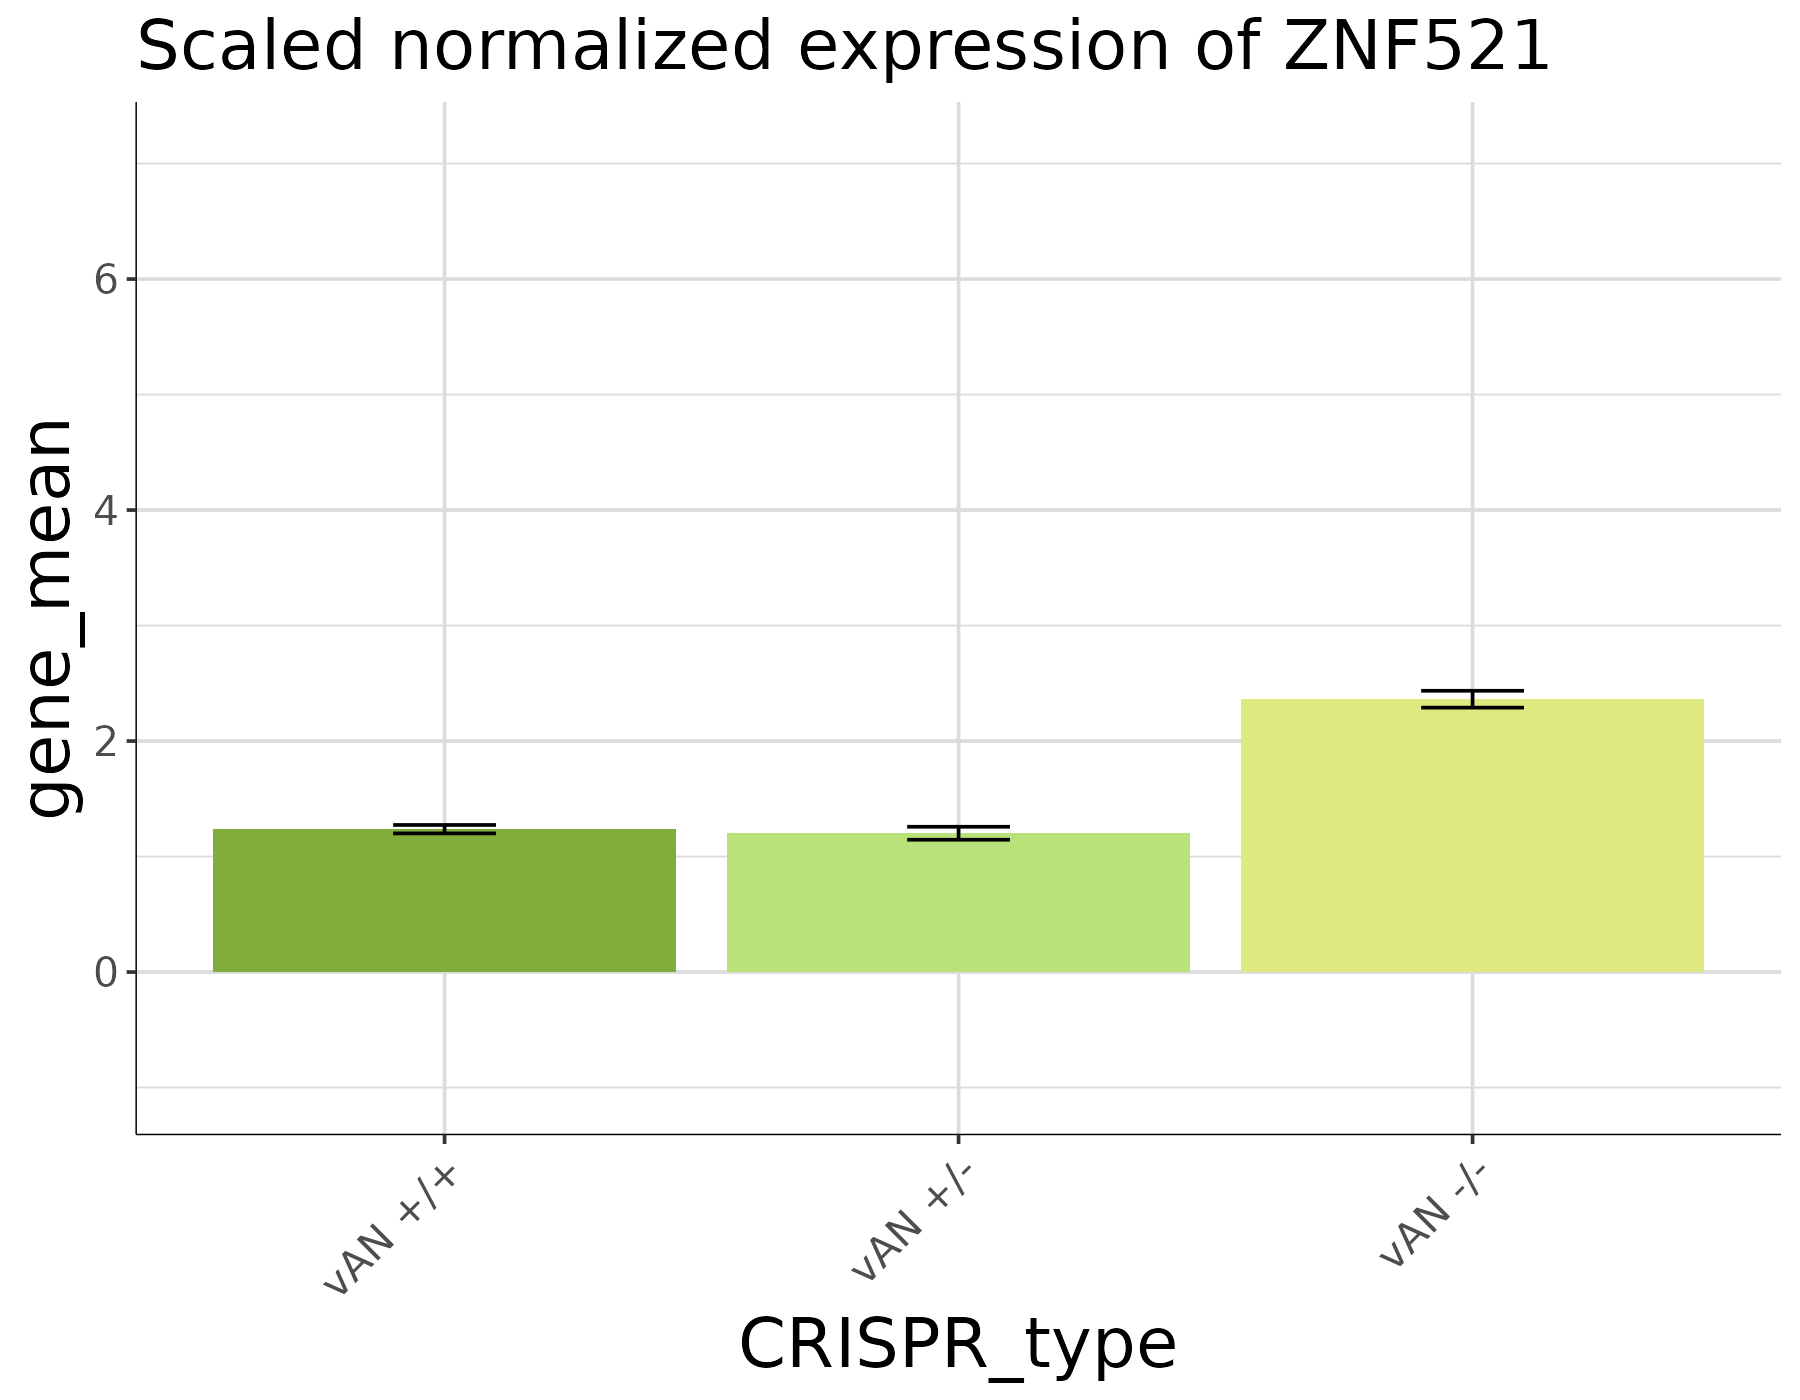 Scaled normalized expression of ZNF521
gene_mean
6
4
2
0
vAN +/+
vAN +/-
vAN -/-
CRISPR_type